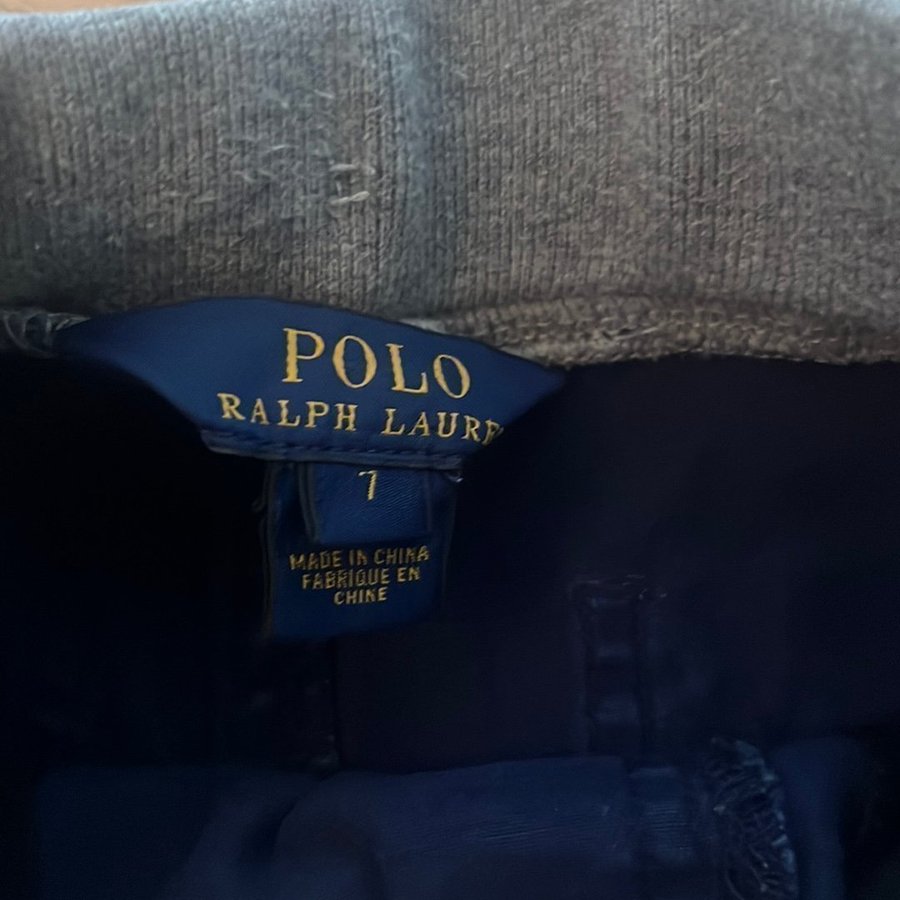 POLO
RALPH LAURE
7
MADE IN CHINA
FABRIQUE EN
CHINE